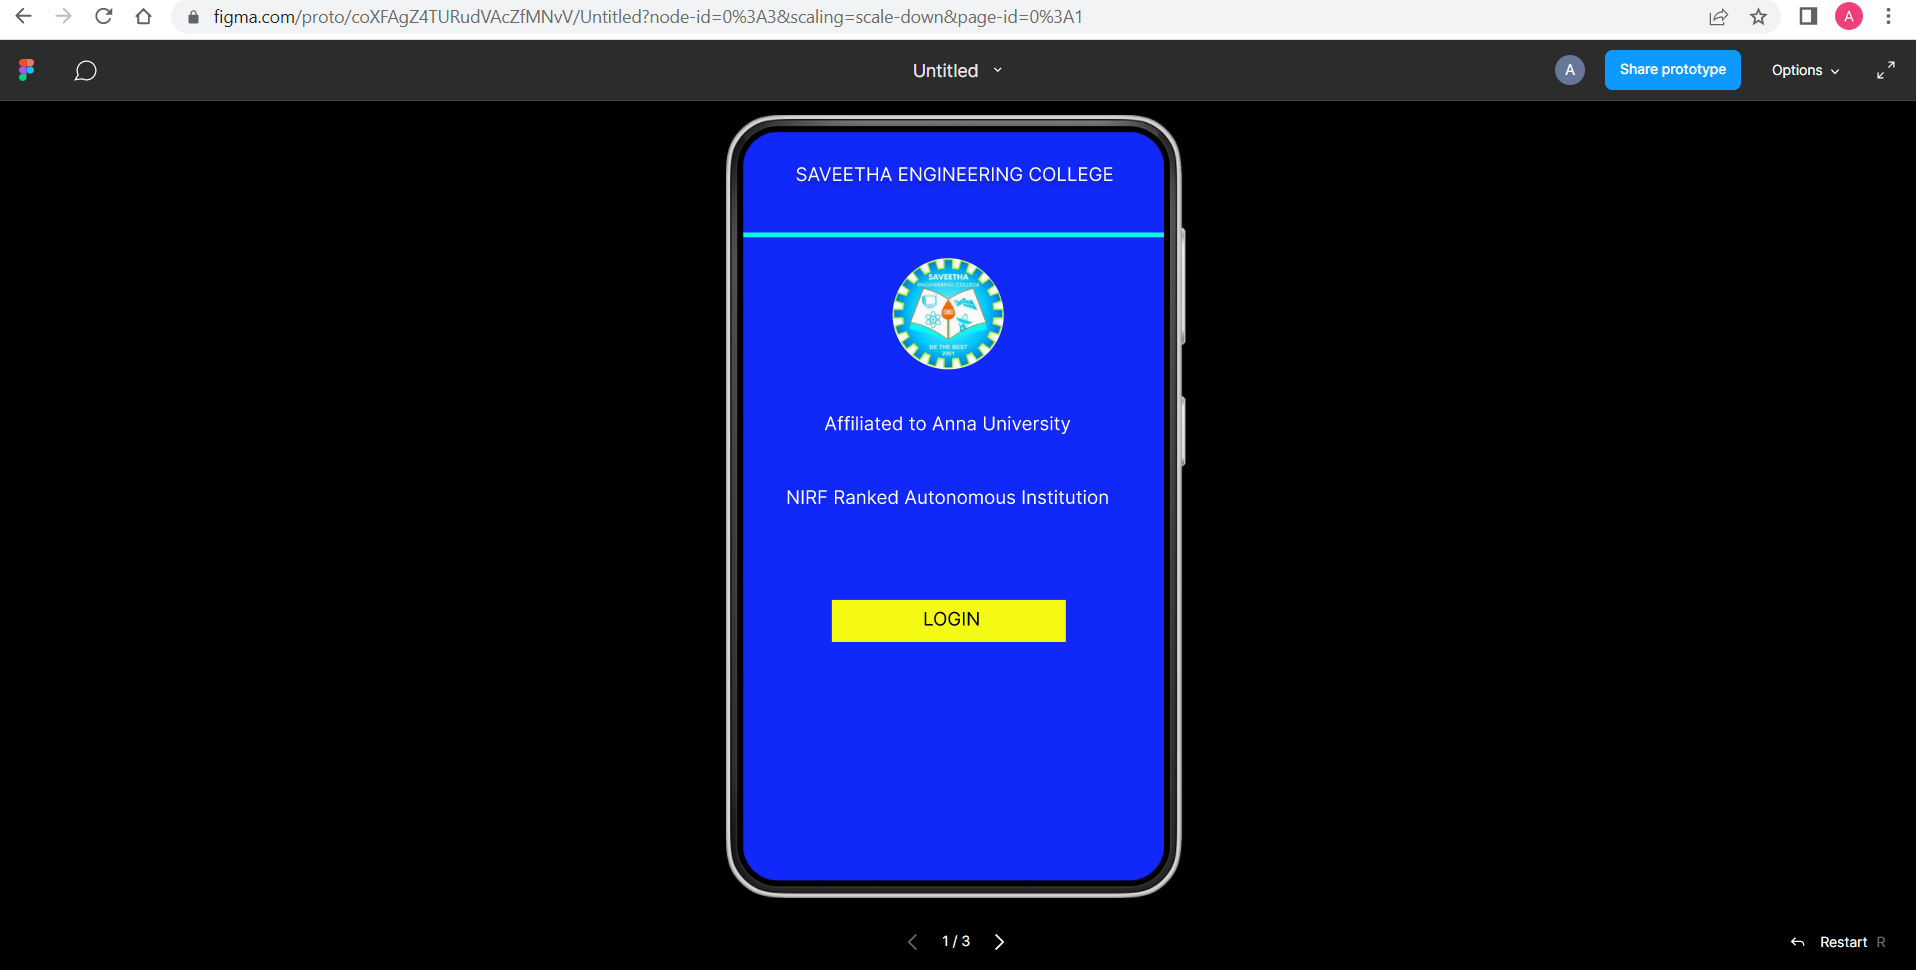 figma.com/proto/coXFAgZ4TURudVAcZfMNvV/Untitled?node-id=0%3A3&scaling=scale-down&page-id=0%3A1
A
Untitled
A
Share prototype
Options
SAVEETHA ENGINEERING COLLEGE
SAVEETHA
ENGINEERING COLLEGE
BE THE BEST
2001
Affiliated to Anna University
NIRF Ranked Autonomous Institution
LOGIN
1 / 3
Restart R